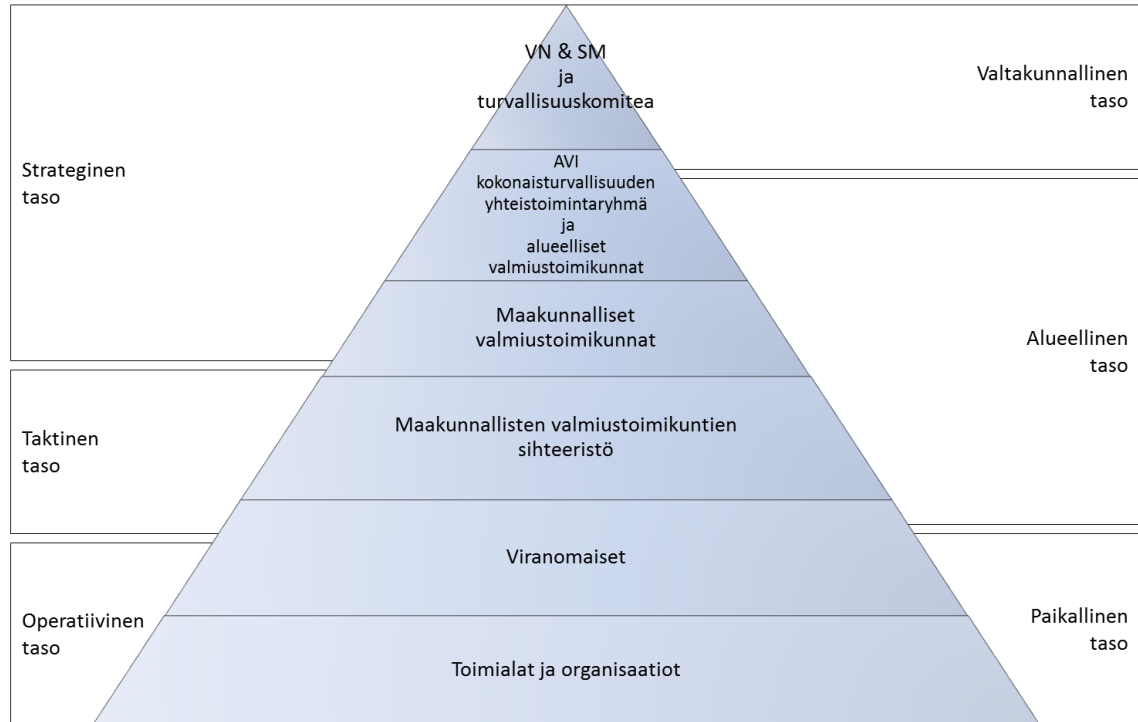 VN & SM
ja
turvallisuuskomitea
Valtakunnallinen
taso
Strateginen
taso
AVI
kokonaisturvallisuuden
yhteistoimintaryhmä
ja
alueelliset
valmiustoimikunnat
Maakunnalliset
valmiustoimikunnat
Alueellinen
taso
Taktinen
taso
Maakunnallisten valmiustoimikuntien
sihteeristö
Viranomaiset
Operatiivinen
taso
Paikallinen
taso
Toimialat ja organisaatiot